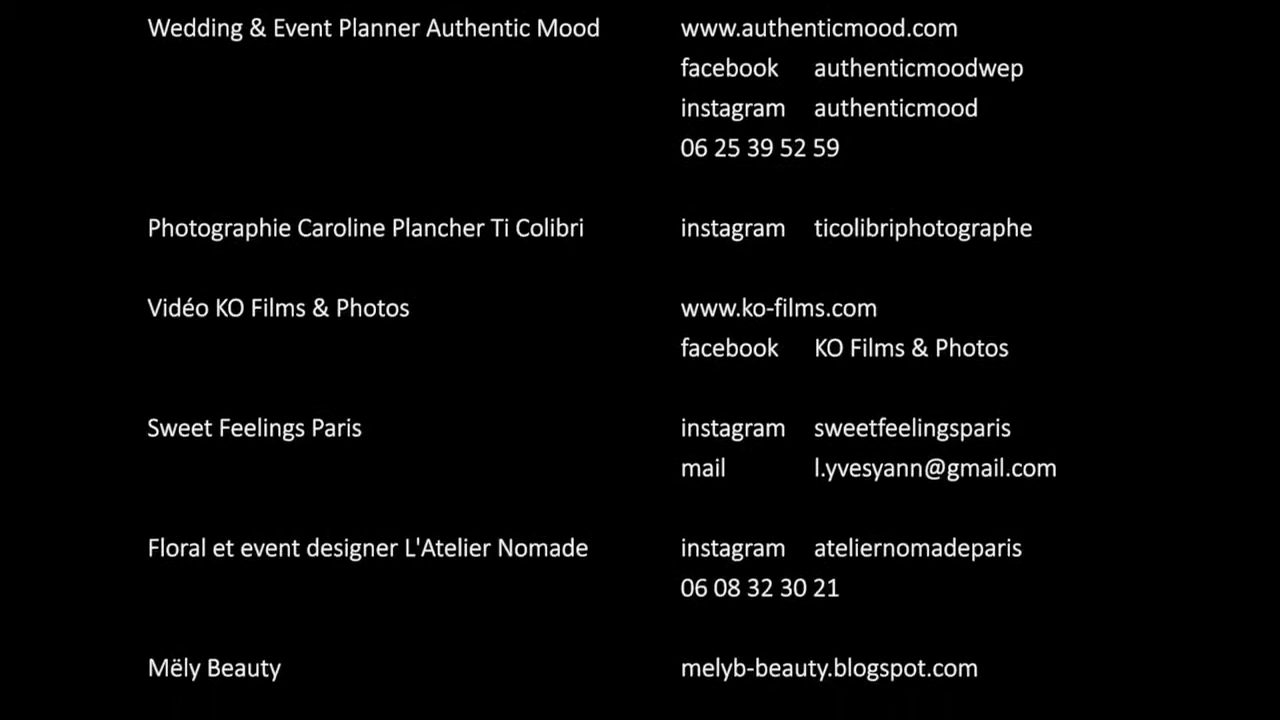 Wedding & Event Planner Authentic Mood www.authenticmood.com
facebook authenticmoodwep
instagram authenticmood
06 25 39 52 59
Photographie Caroline Plancher Ti Colibri instagram ticolibriphotographe
Vidéo KO Films & Photos www.ko-films.com
facebook KO Films & Photos
Sweet Feelings Paris instagram sweetfeelingsparis
mail l.yvesyann@gmail.com
Floral et event designer L'Atelier Nomade instagram ateliernomadeparis
06 08 32 30 21
Mëly Beauty melyb-beauty.blogspot.com